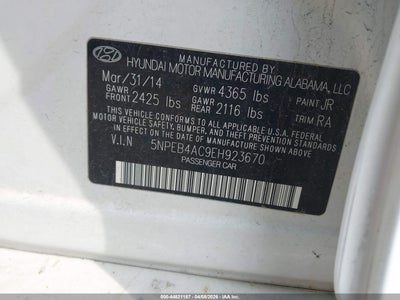 MANUFACTURED BY
HYUNDAI MOTOR MANUFACTURING ALABAMA, LLC
Mar/31/14 GVWR 4365 lbs PAINT JR
GAWR FRONT 2425 lbs GAWR REAR 2116 lbs TRIM RA
THIS VEHICLE CONFORMS TO ALL APPLICABLE U.S.A. FEDERAL
MOTOR VEHICLE SAFETY, BUMPER, AND THEFT PREVENTION
STANDARDS IN EFFECT ON THE DATE OF MANUFACTURE SHOWN ABOVE.
V.I.N 5NPEB4AC9EH923670
PASSENGER CAR